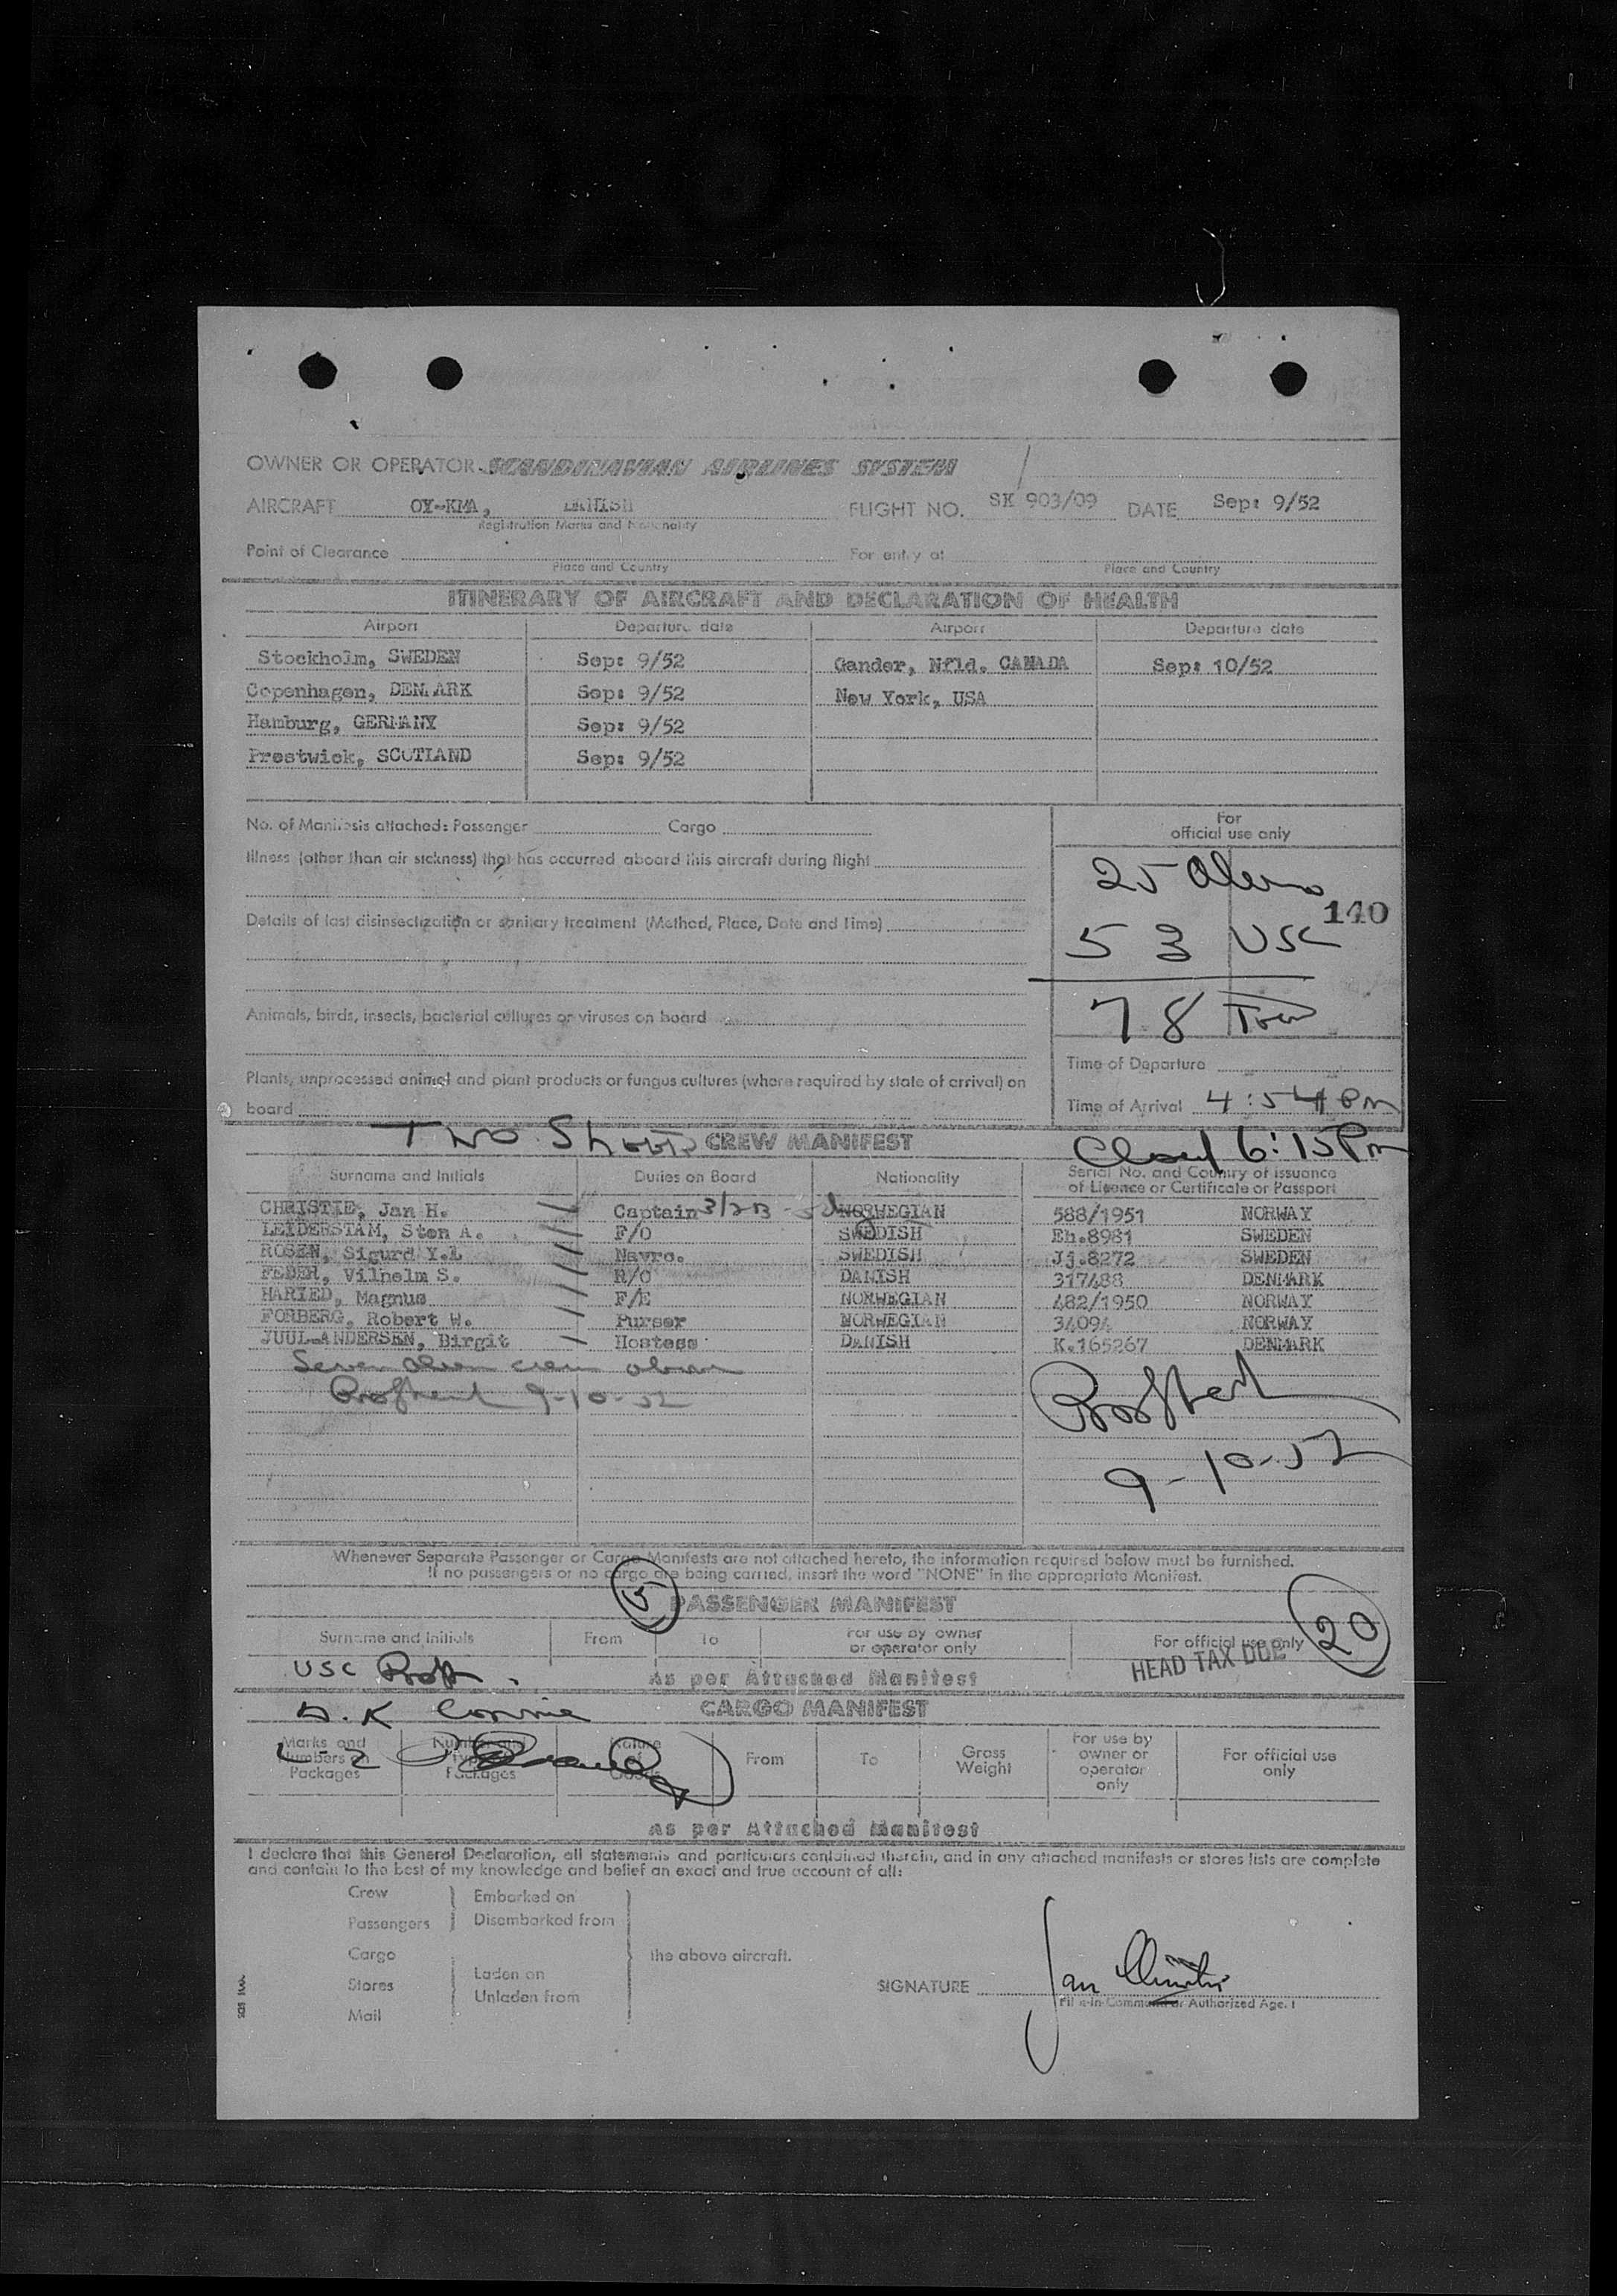 OWNER OR OPERATOR SCANDINAVIAN AIRLINES SYSTEM
AIRCRAFT OY-KMA, DANISH FLIGHT NO. SK 903/09 DATE Sep: 9/52
Registration Marks and Nationality
Point of Clearance For entry at
Place and Country Place and Country
ITINERARY OF AIRCRAFT AND DECLARATION OF HEALTH
Airport Departure date Airport Departure date
Stockholm, SWEDEN Sep: 9/52 Gander, Nfld. CANADA Sep: 10/52
Copenhagen, DENMARK Sep: 9/52 New York, USA
Hamburg, GERMANY Sep: 9/52
Prestwick, SCOTLAND Sep: 9/52
No. of Manifests attached: Passenger Cargo
For
official use only
Illness (other than air sickness) that has occurred aboard this aircraft during flight
25 Aliens
140
Details of last disinsectization or sanitary treatment (Method, Place, Date and Time)
53 USC
Animals, birds, insects, bacterial cultures or viruses on board
78
Time of Departure
Plants, unprocessed animal and plant products or fungus cultures (where required by state of arrival) on
board
Time of Arrival 4:54 Pm
Two CREW MANIFEST Closed 6:15 Pm
Surname and Initials Duties on Board Nationality Serial No. and Country of issuance
of Licence or Certificate or Passport
CHRISTIE, Jan H. Captain NORWEGIAN 588/1951 NORWAY
LEIDERSTAM, Sten A. F/O SWEDISH Eh.8981 SWEDEN
ROSEN, Sigurd Y.L Navro. SWEDISH Jj.8272 SWEDEN
FEDER, Vilhelm S. R/O DANISH 317488 DENMARK
HARIED, Magnus F/E NORWEGIAN 482/1950 NORWAY
FORBERG, Robert W. Purser NORWEGIAN 34094 NORWAY
JUUL-ANDERSEN, Birgit Hostess DANISH K.165267 DENMARK
Seven alien crew above
9-10-52
9-10-52
Whenever Separate Passenger or Cargo Manifests are not attached hereto, the information required below must be furnished.
If no passengers or no cargo are being carried, insert the word "NONE" in the appropriate Manifest.
5 PASSENGER MANIFEST 20
Surname and Initials From To For use by owner
or operator only For official use only
HEAD TAX DUE
USC As per Attached Manifest
D.K CARGO MANIFEST
Marks and
Numbers on
Packages
Number and
Type of
Packages
Nature
of
Goods
From To Gross
Weight
For use by
owner or
operator
only
For official use
only
As per Attached Manifest
I declare that this General Declaration, all statements and particulars contained therein, and in any attached manifests or stores lists are complete
and contain to the best of my knowledge and belief an exact and true account of all:
Crew Embarked on
Passengers Disembarked from
Cargo the above aircraft.
Stores Laden on
Unladen from
Mail
SIGNATURE Jan Christie
Pilot-in-Command or Authorized Agent